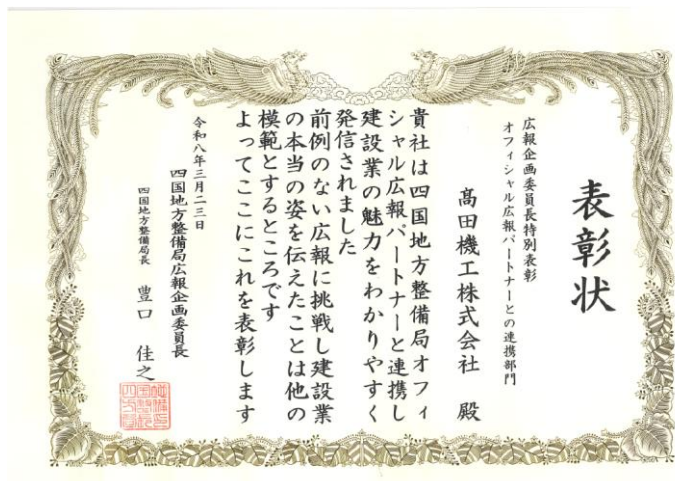 表彰状
広報企画委員長特別表彰
オフィシャル広報パートナーとの連携部門
髙田機工株式会社 殿
貴社は四国地方整備局オフィ
シャル広報パートナーと連携し
建設業の魅力をわかりやすく
発信されました
前例のない広報に挑戦し建設業
の本当の姿を伝えたことは他の
模範とするところです
よってここにこれを表彰します
令和八年三月二三日
四国地方整備局広報企画委員長
四国地方整備局長 豊口 佳之